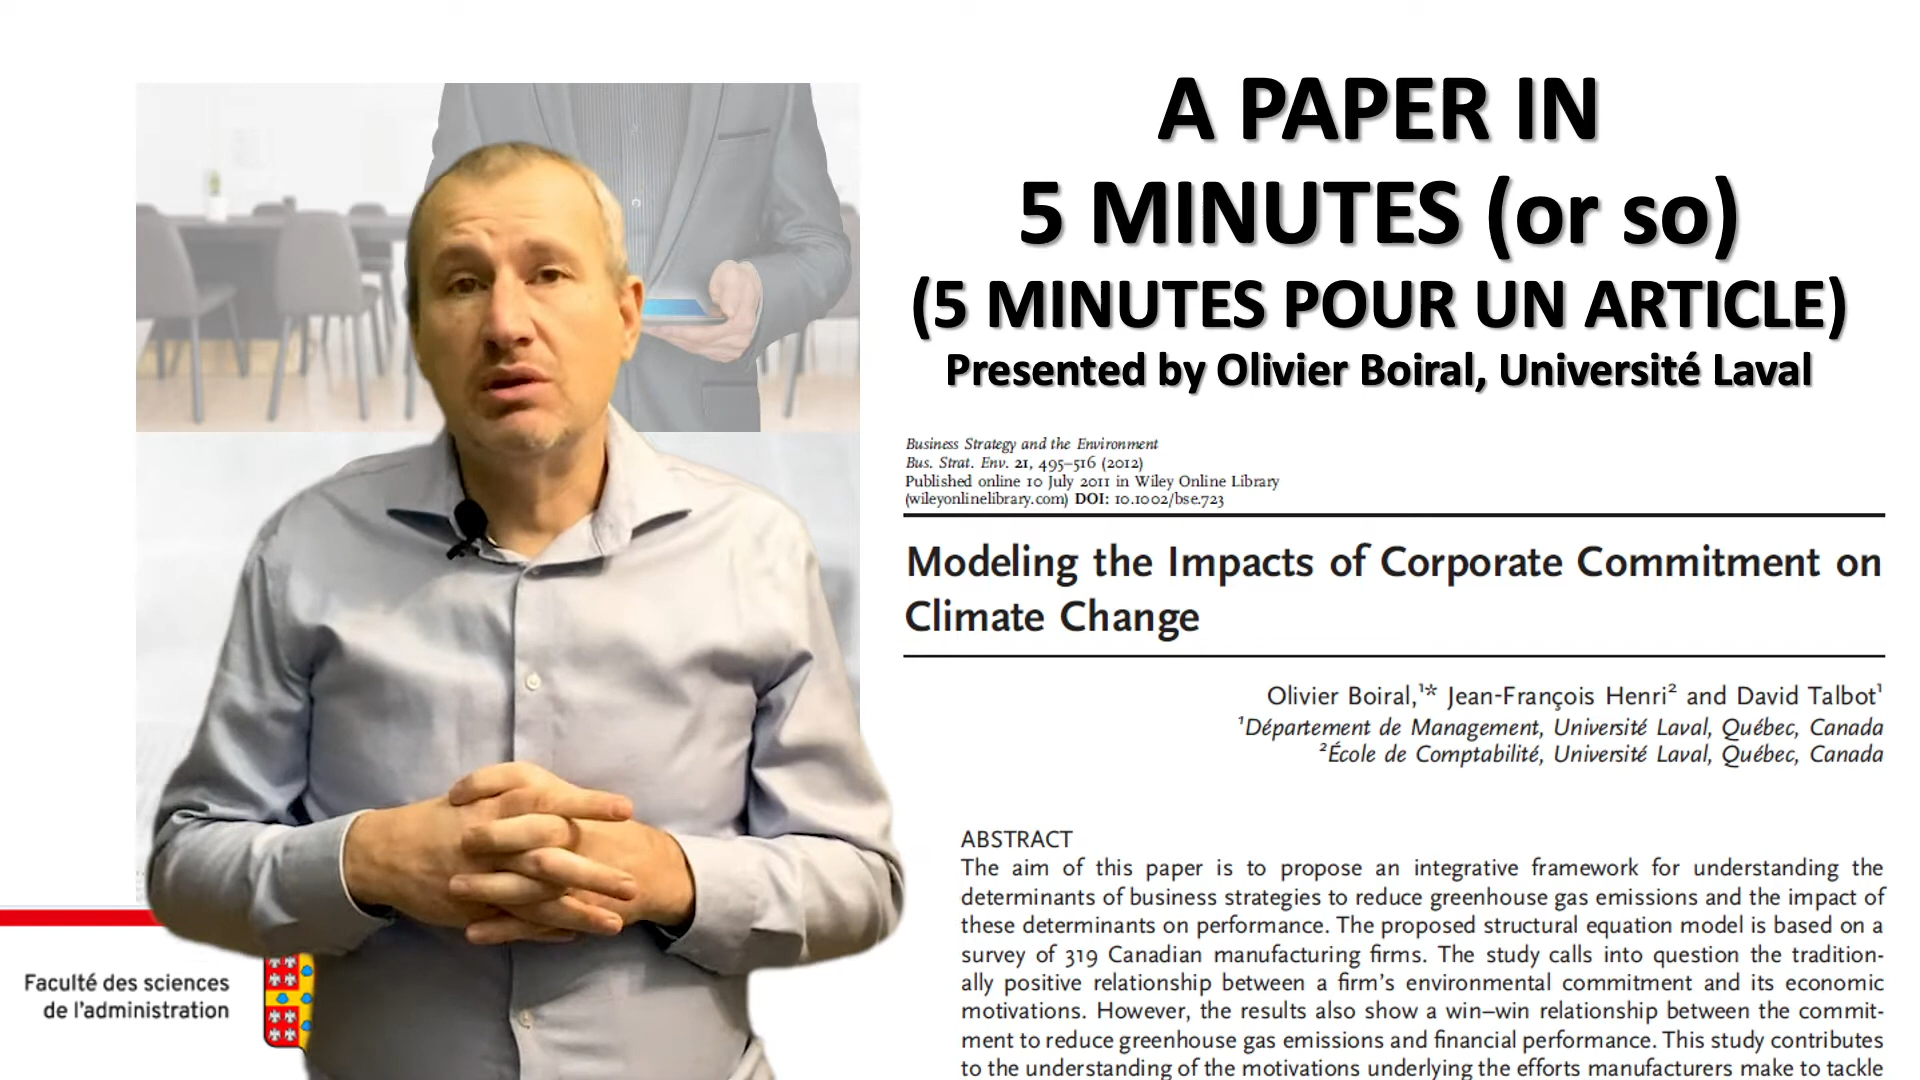 A PAPER IN
5 MINUTES (or so)
(5 MINUTES POUR UN ARTICLE)
Presented by Olivier Boiral, Université Laval
Business Strategy and the Environment
Bus. Strat. Env. 21, 495–516 (2012)
Published online 10 July 2011 in Wiley Online Library
(wileyonlinelibrary.com) DOI: 10.1002/bse.723
Modeling the Impacts of Corporate Commitment on
Climate Change
Olivier Boiral,¹* Jean-François Henri² and David Talbot¹
¹Département de Management, Université Laval, Québec, Canada
²École de Comptabilité, Université Laval, Québec, Canada
ABSTRACT
The aim of this paper is to propose an integrative framework for understanding the
determinants of business strategies to reduce greenhouse gas emissions and the impact of
these determinants on performance. The proposed structural equation model is based on a
survey of 319 Canadian manufacturing firms. The study calls into question the tradition-
ally positive relationship between a firm's environmental commitment and its economic
motivations. However, the results also show a win–win relationship between the commit-
ment to reduce greenhouse gas emissions and financial performance. This study contributes
to the understanding of the motivations underlying the efforts manufacturers make to tackle
Faculté des sciences
de l'administration